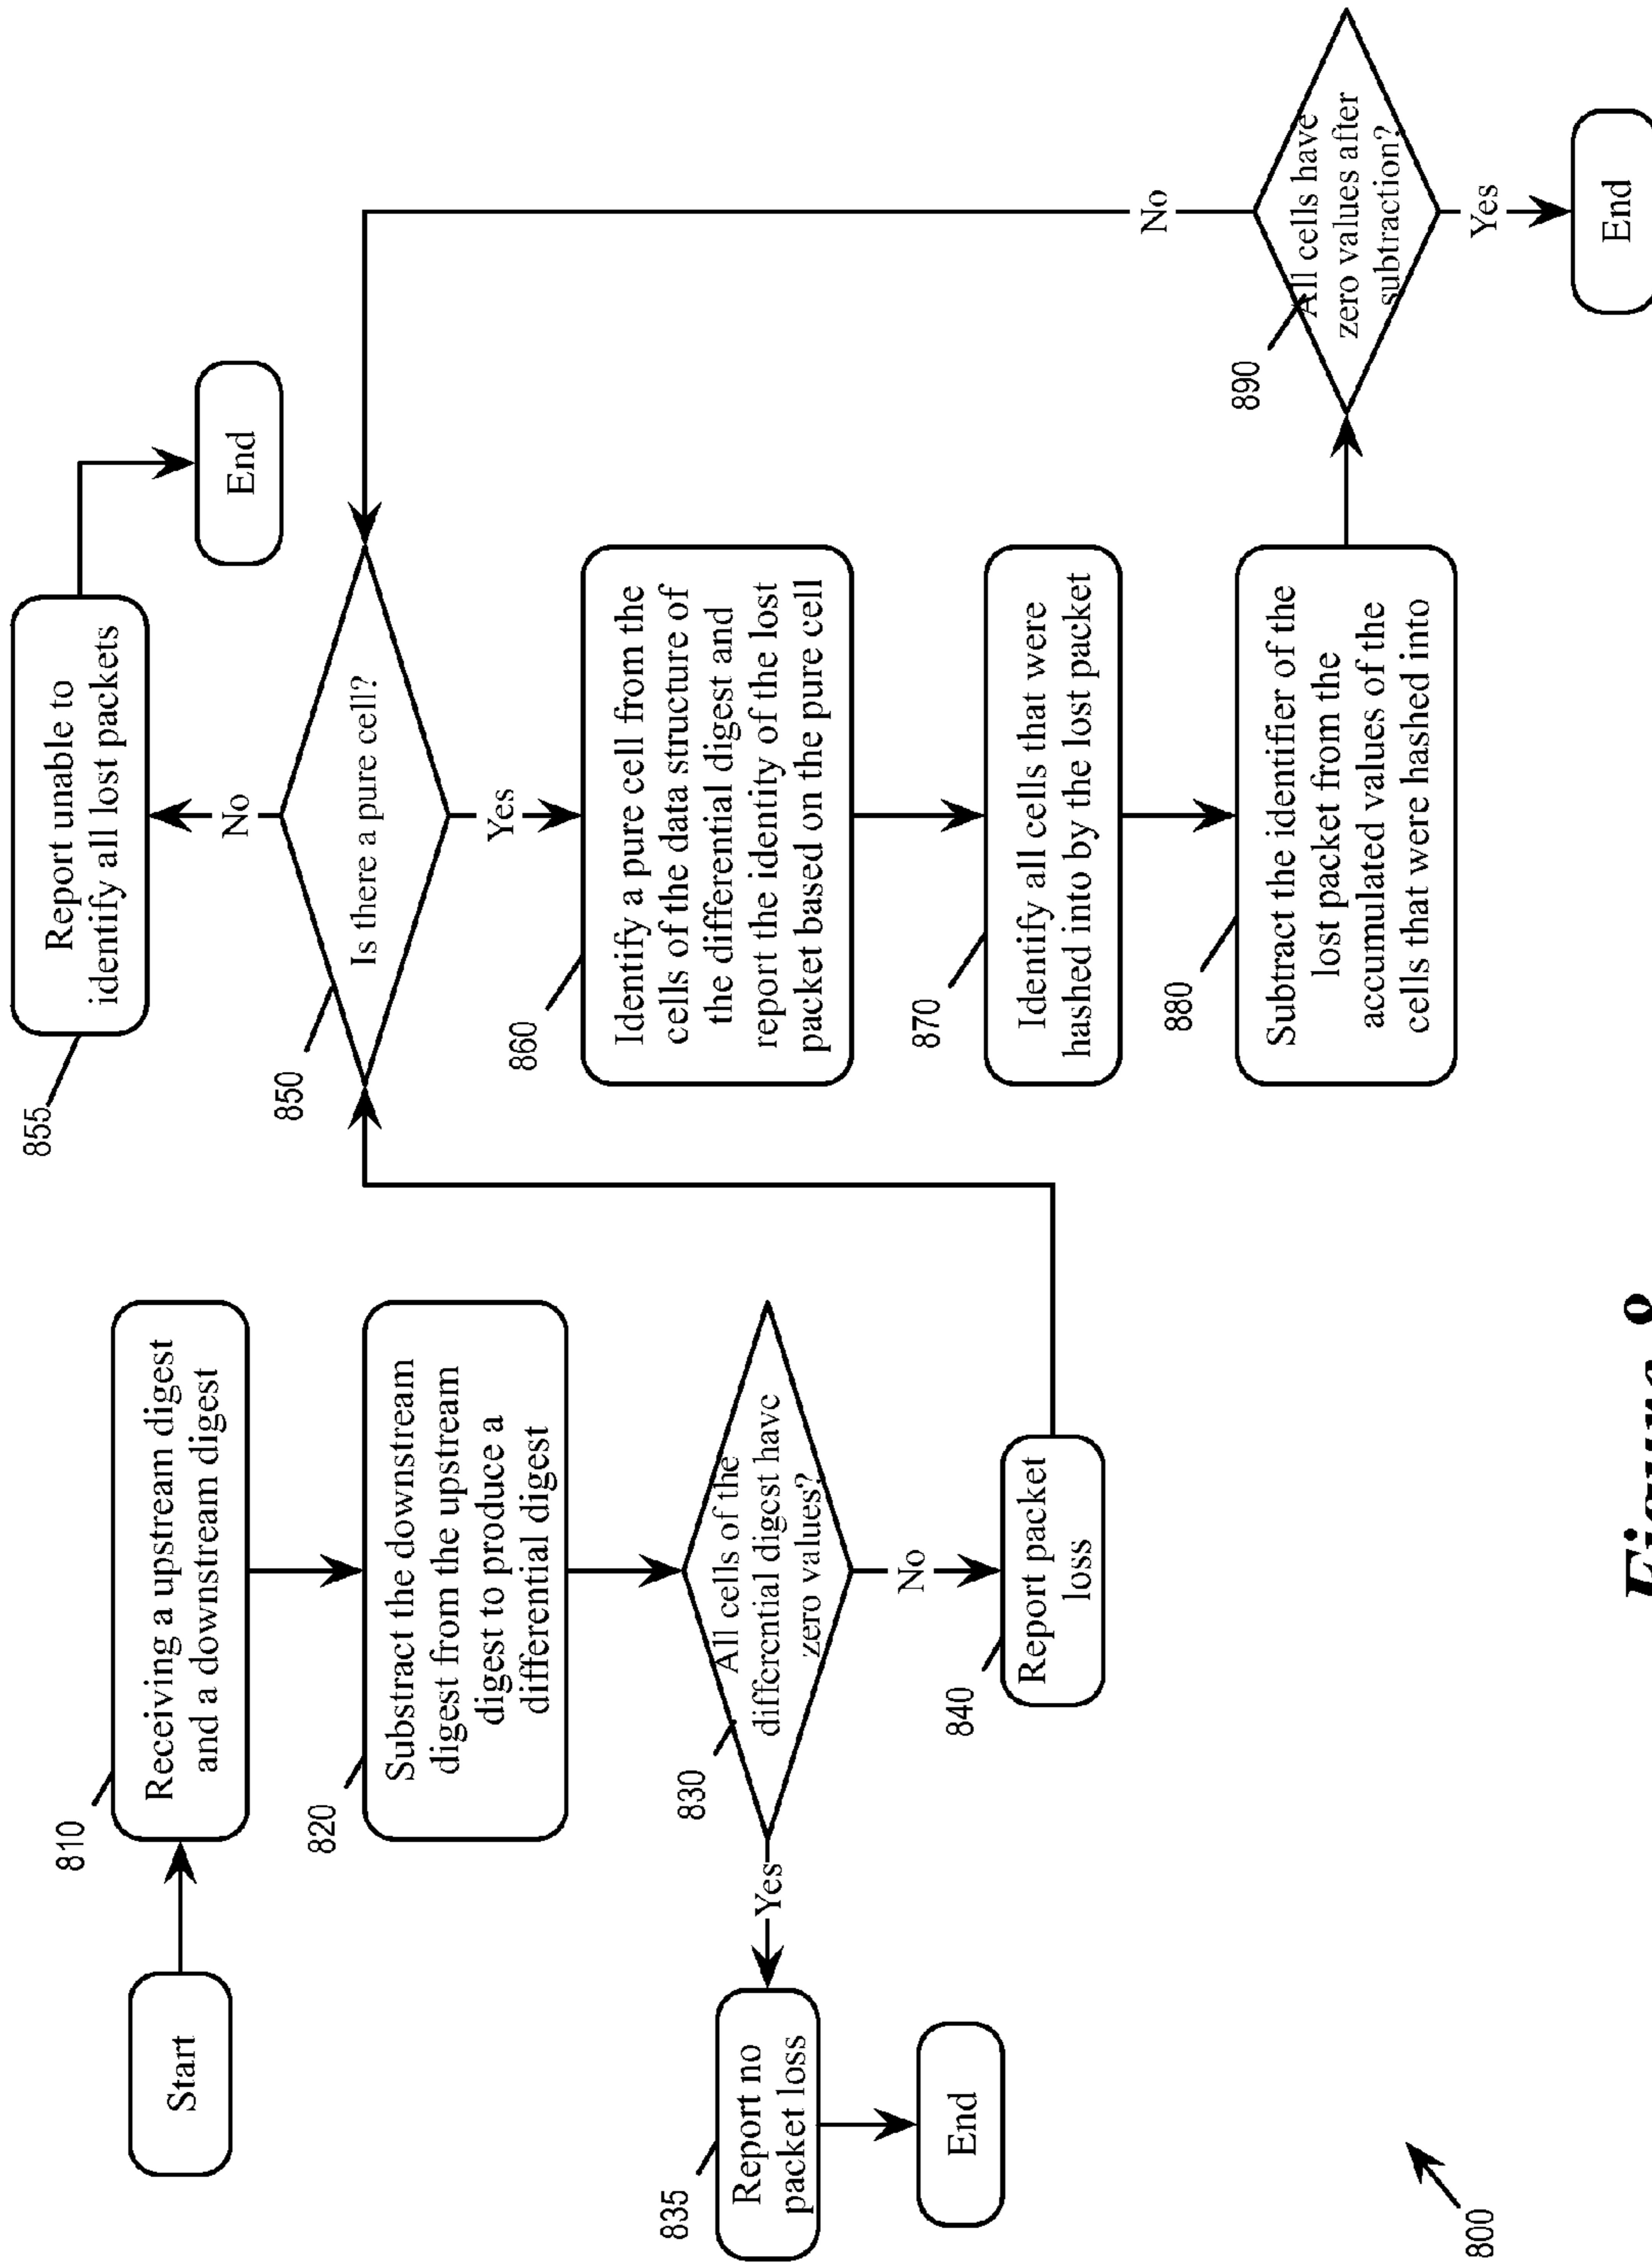 Start
810
Receiving a upstream digest
and a downstream digest
820
Substract the downstream
digest from the upstream
digest to produce a
differential digest
830
All cells of the
differential digest have
zero values?
Yes
835
Report no
packet loss
End
No
840
Report packet
loss
850
Is there a pure cell?
No
855
Report unable to
identify all lost packets
End
Yes
860
Identify a pure cell from the
cells of the data structure of
the differential digest and
report the identity of the lost
packet based on the pure cell
870
Identify all cells that were
hashed into by the lost packet
880
Subtract the identifier of the
lost packet from the
accumulated values of the
cells that were hashed into
890
All cells have
zero values after
subtraction?
No
Yes
End
800
Figure 8